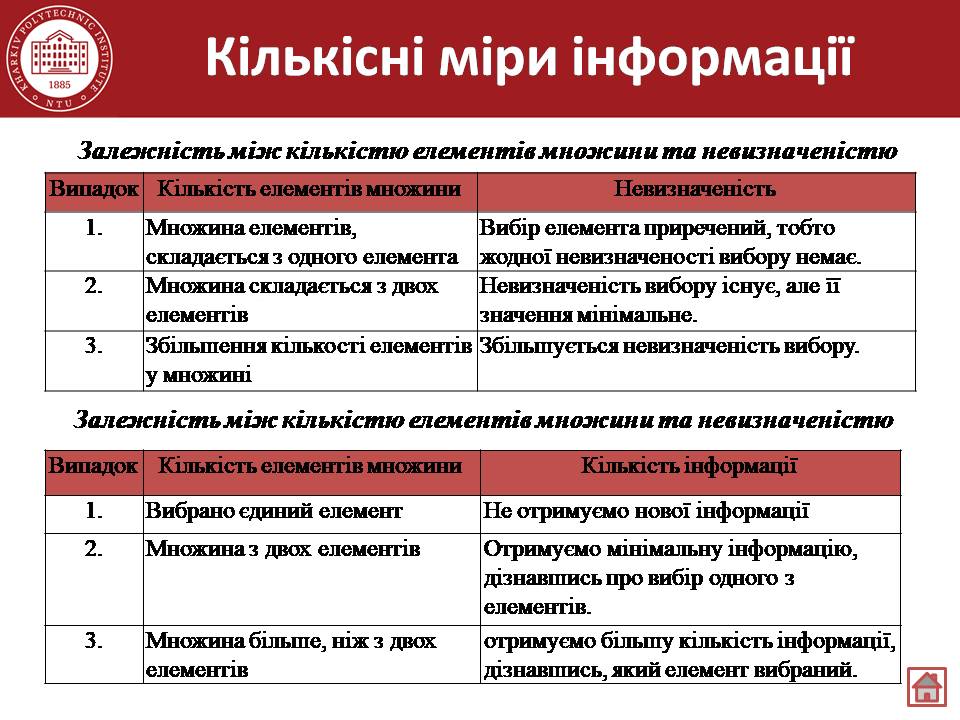 KHARKIV POLYTECHNIC INSTITUTE
1885
NTU
Кількісні міри інформації
Залежність між кількістю елементів множини та невизначеністю
Випадок Кількість елементів множини Невизначеність
1. Множина елементів, Вибір елемента приречений, тобто
складається з одного елемента жодної невизначеності вибору немає.
2. Множина складається з двох Невизначеність вибору існує, але її
елементів значення мінімальне.
3. Збільшення кількості елементів Збільшується невизначеність вибору.
у множині
Залежність між кількістю елементів множини та невизначеністю
Випадок Кількість елементів множини Кількість інформації
1. Вибрано єдиний елемент Не отримуємо нової інформації
2. Множина з двох елементів Отримуємо мінімальну інформацію,
дізнавшись про вибір одного з
елементів.
3. Множина більше, ніж з двох отримуємо більшу кількість інформації,
елементів дізнавшись, який елемент вибраний.